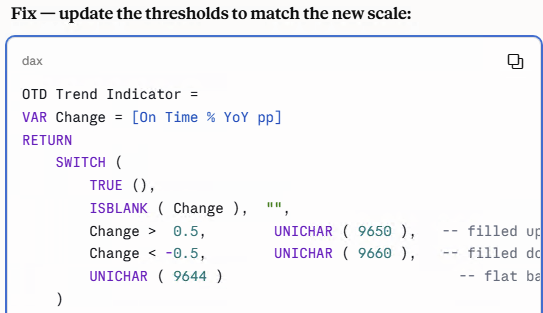 Fix — update the thresholds to match the new scale:
dax
OTD Trend Indicator =
VAR Change = [On Time % YoY pp]
RETURN
    SWITCH (
        TRUE (),
        ISBLANK ( Change ),  "",
        Change >  0.5,        UNICHAR ( 9650 ),   -- filled up
        Change < -0.5,        UNICHAR ( 9660 ),   -- filled
        UNICHAR ( 9644 )                            -- flat
    )